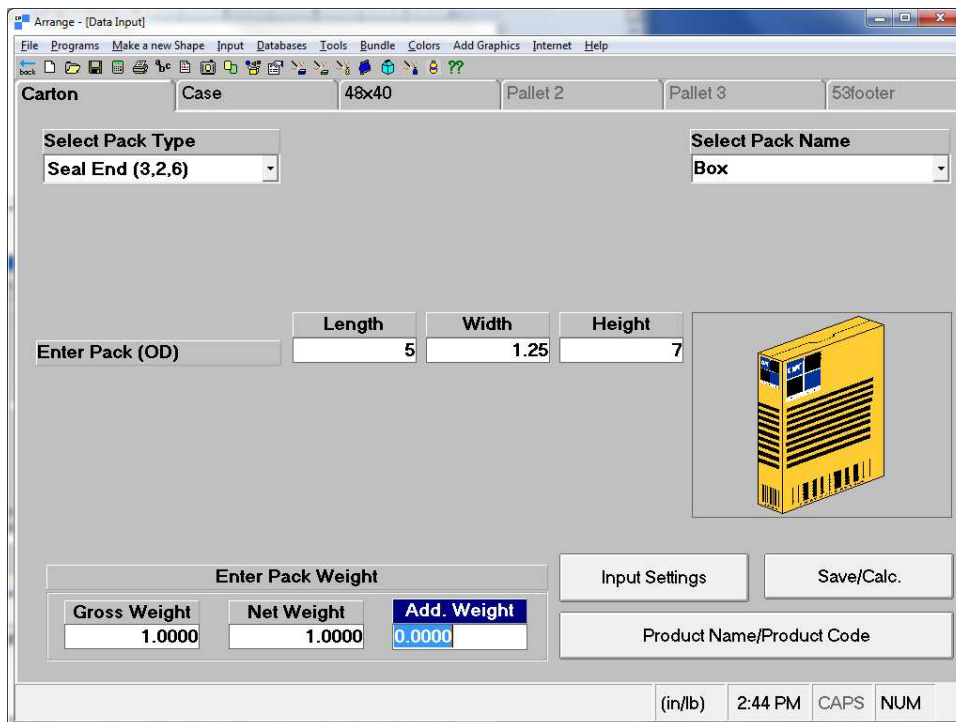 Arrange - [Data Input]
File Programs Make a new Shape Input Databases Tools Bundle Colors Add Graphics Internet Help
back ??
Carton Case 48x40 Pallet 2 Pallet 3 53footer
Select Pack Type Select Pack Name
Seal End (3,2,6) Box
Length Width Height
Enter Pack (OD) 5 1.25 7
Enter Pack Weight Input Settings Save/Calc.
Gross Weight Net Weight Add. Weight
1.0000 1.0000 0.0000 Product Name/Product Code
(in/lb) 2:44 PM CAPS NUM